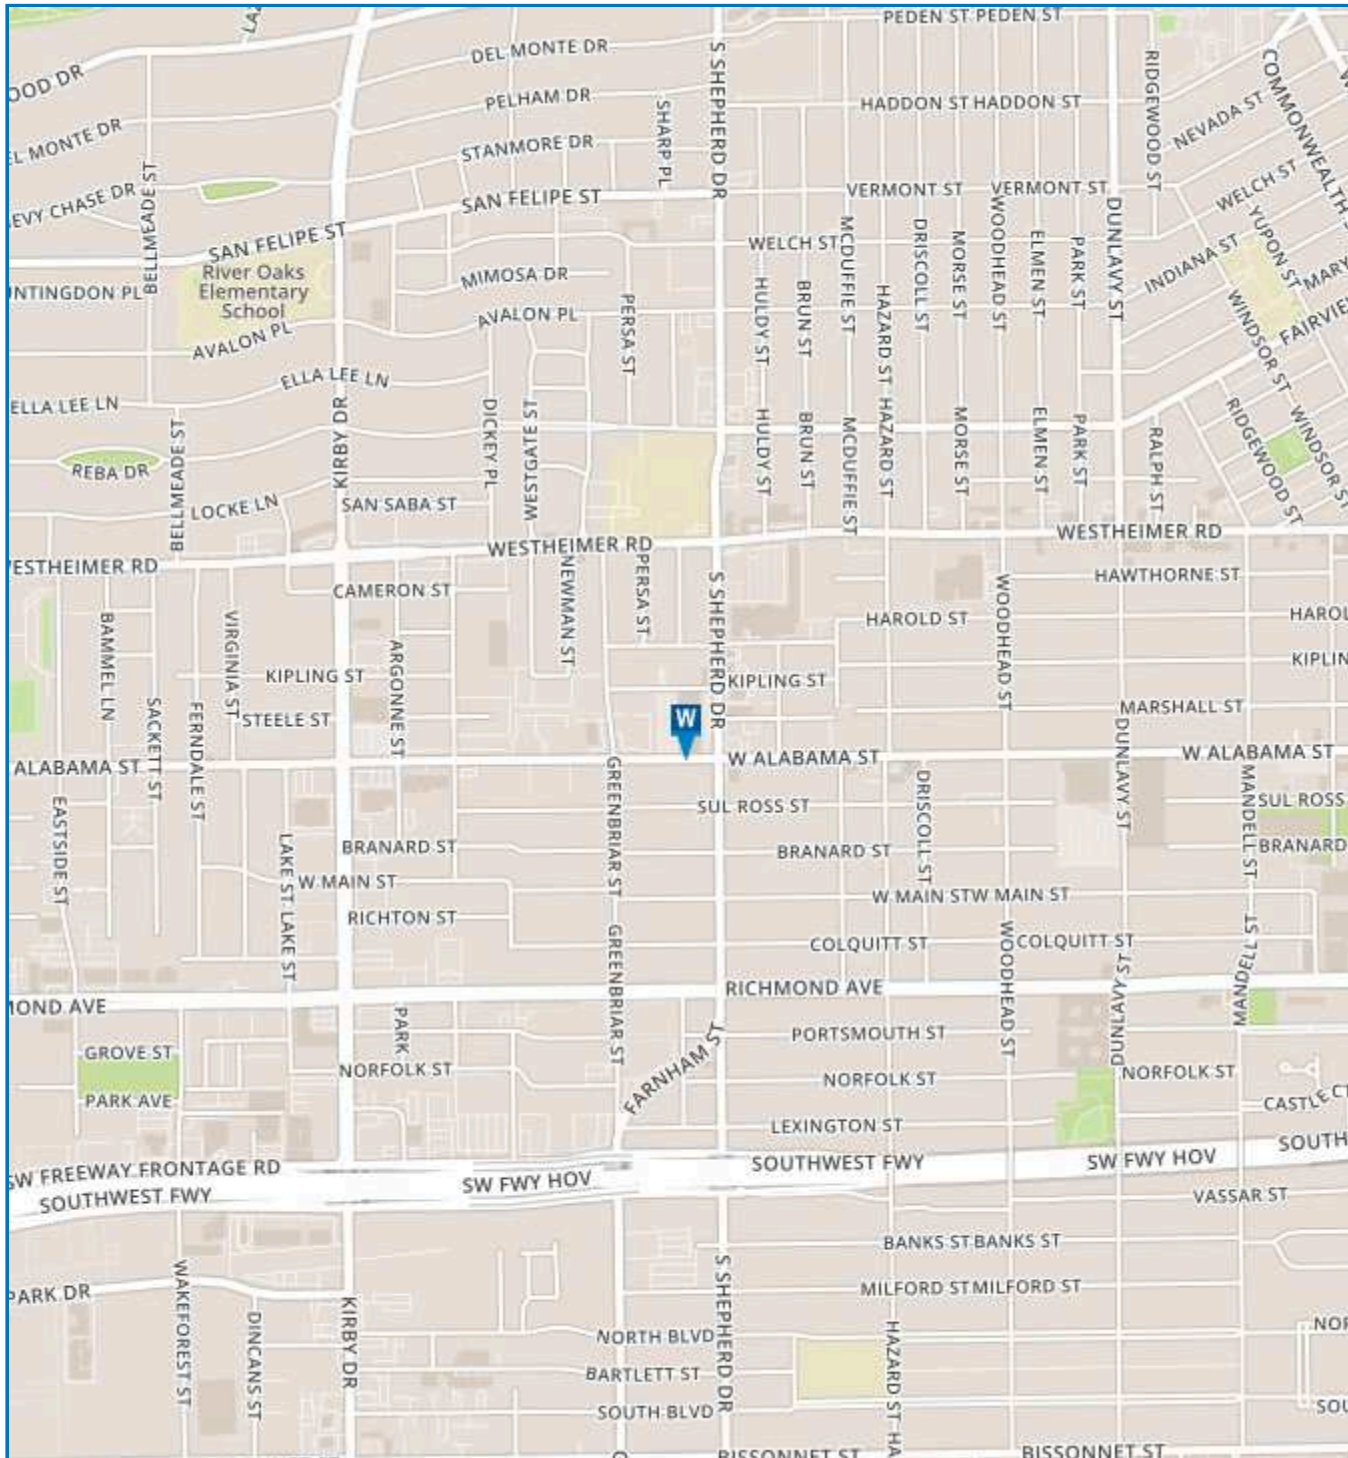 PEDEN ST PEDEN ST
DEL MONTE DR
OOD DR
S SHEPHERD DR
RIDGEWOOD ST
COMMONWEALTH
PELHAM DR
SHARP PL
HADDON ST HADDON ST
NEVADA ST
EL MONTE DR
STANMORE DR
BELLMEADE ST
EVY CHASE DR
SAN FELIPE ST
VERMONT ST
VERMONT ST
WELCH ST
SAN FELIPE ST
WELCH ST
MCDUFFIE ST
DRISCOLL ST
MORSE ST
WOODHEAD ST
ELMEN ST
PARK ST
DUNLAVY ST
INDIANA ST
YUPON ST
MARY
River Oaks
Elementary
School
UNTINGDON PL
MIMOSA DR
PERSA ST
HULDY ST
BRUN ST
HAZARD ST
WINDSOR ST
FAIRVIE
AVALON PL
AVALON PL
ELLA LEE LN
ELLA LEE LN
KIRBY DR
DICKEY PL
WESTGATE ST
HULDY ST
BRUN ST
MCDUFFIE ST
HAZARD ST
MORSE ST
ELMEN ST
PARK ST
RALPH ST
RIDGEWOOD ST
WINDSOR ST
BELLMEADE ST
REBA DR
LOCKE LN
SAN SABA ST
WESTHEIMER RD
WESTHEIMER RD
ESTHEIMER RD
CAMERON ST
NEWMAN ST
PERSA ST
S SHEPHERD DR
WOODHEAD ST
HAWTHORNE ST
BAMMEL LN
VIRGINIA ST
ARGONNE ST
HAROLD ST
HAROL
KIPLING ST
KIPLING ST
KIPLIN
SACKETT ST
FERNDALE ST
STEELE ST
W
MARSHALL ST
DUNLAVY ST
ALABAMA ST
W ALABAMA ST
W ALABAMA ST
EASTSIDE ST
GREENBRIAR ST
SUL ROSS ST
DRISCOLL ST
MANDELL ST
SUL ROSS
LAKE ST
BRANARD ST
BRANARD ST
BRANARD
W MAIN ST
W MAIN ST
W MAIN ST
LAKE ST
RICHTON ST
GREENBRIAR ST
COLQUITT ST
WOODHEAD ST
COLQUITT ST
DUNLAVY ST
MANDELL ST
MOND AVE
RICHMOND AVE
PARK
FARNHAM ST
PORTSMOUTH ST
GROVE ST
NORFOLK ST
NORFOLK ST
NORFOLK ST
PARK AVE
CASTLE CT
LEXINGTON ST
SW FREEWAY FRONTAGE RD
SOUTHWEST FWY
SW FWY HOV
SOUTH
SOUTHWEST FWY
SW FWY HOV
VASSAR ST
BANKS ST BANKS ST
WAKEFOREST ST
S SHEPHERD DR
PARK DR
MILFORD ST MILFORD ST
DINCANS ST
KIRBY DR
NORTH BLVD
HAZARD ST
NOR
BARTLETT ST
SOUTH BLVD
SOU
HA
BISSONNET ST
BISSONNET ST